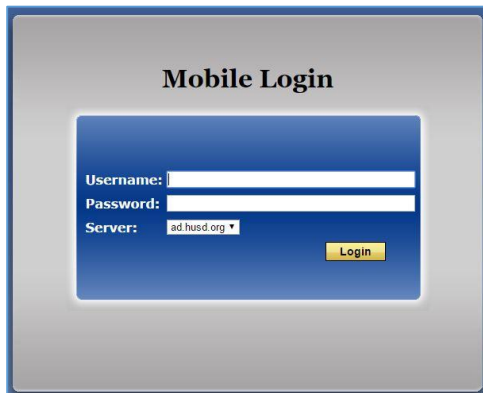 Mobile Login
Username:
Password:
Server: ad.husd.org
Login